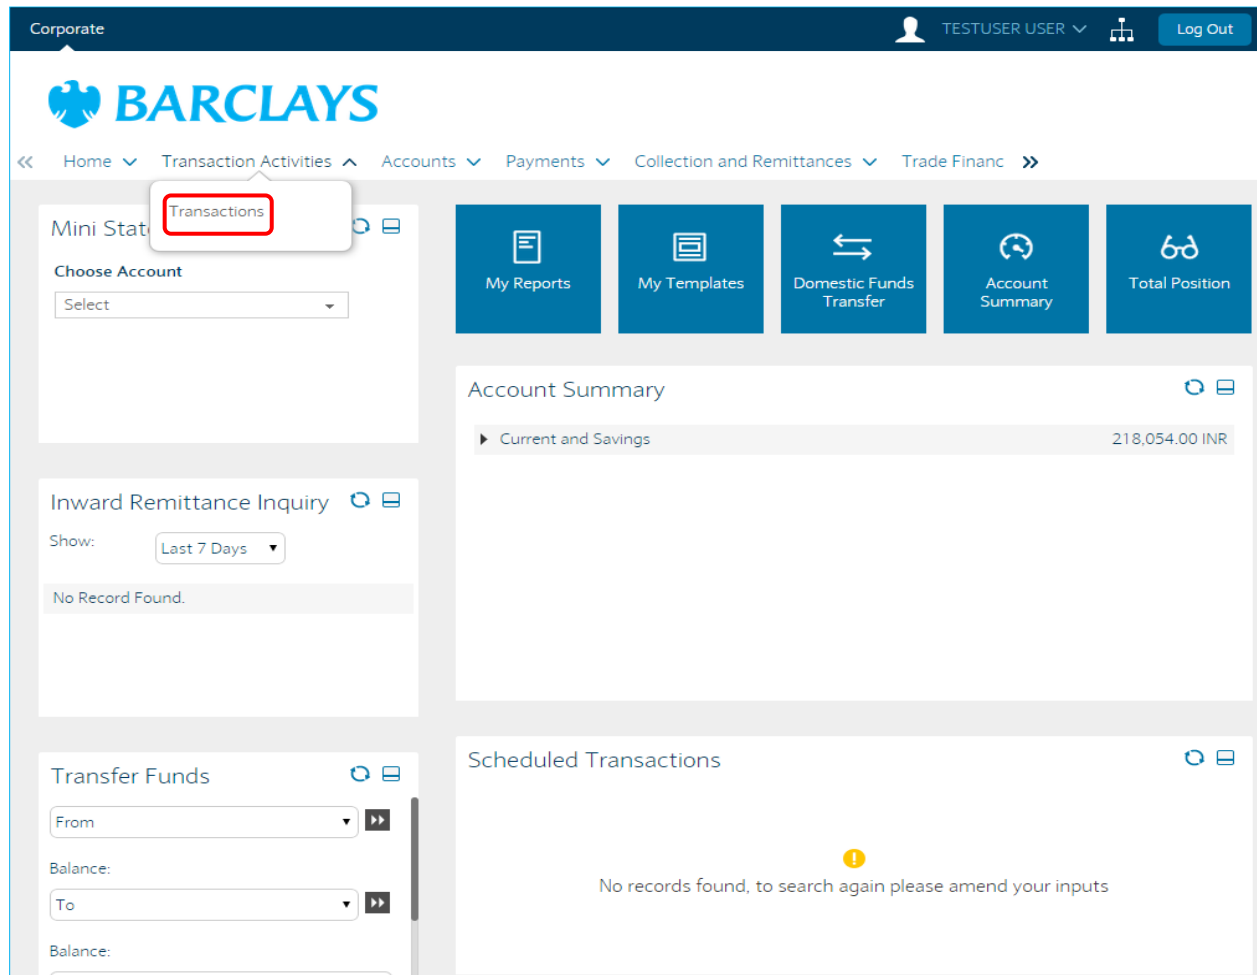 Corporate
TESTUSER USER
Log Out
BARCLAYS
Home
Transaction Activities
Accounts
Payments
Collection and Remittances
Trade Financ
Transactions
Mini Stat
Choose Account
Select
My Reports
My Templates
Domestic Funds
Transfer
Account
Summary
Total Position
Account Summary
Current and Savings
218,054.00 INR
Inward Remittance Inquiry
Show:
Last 7 Days
No Record Found.
Transfer Funds
From
Balance:
To
Balance:
Scheduled Transactions
No records found, to search again please amend your inputs